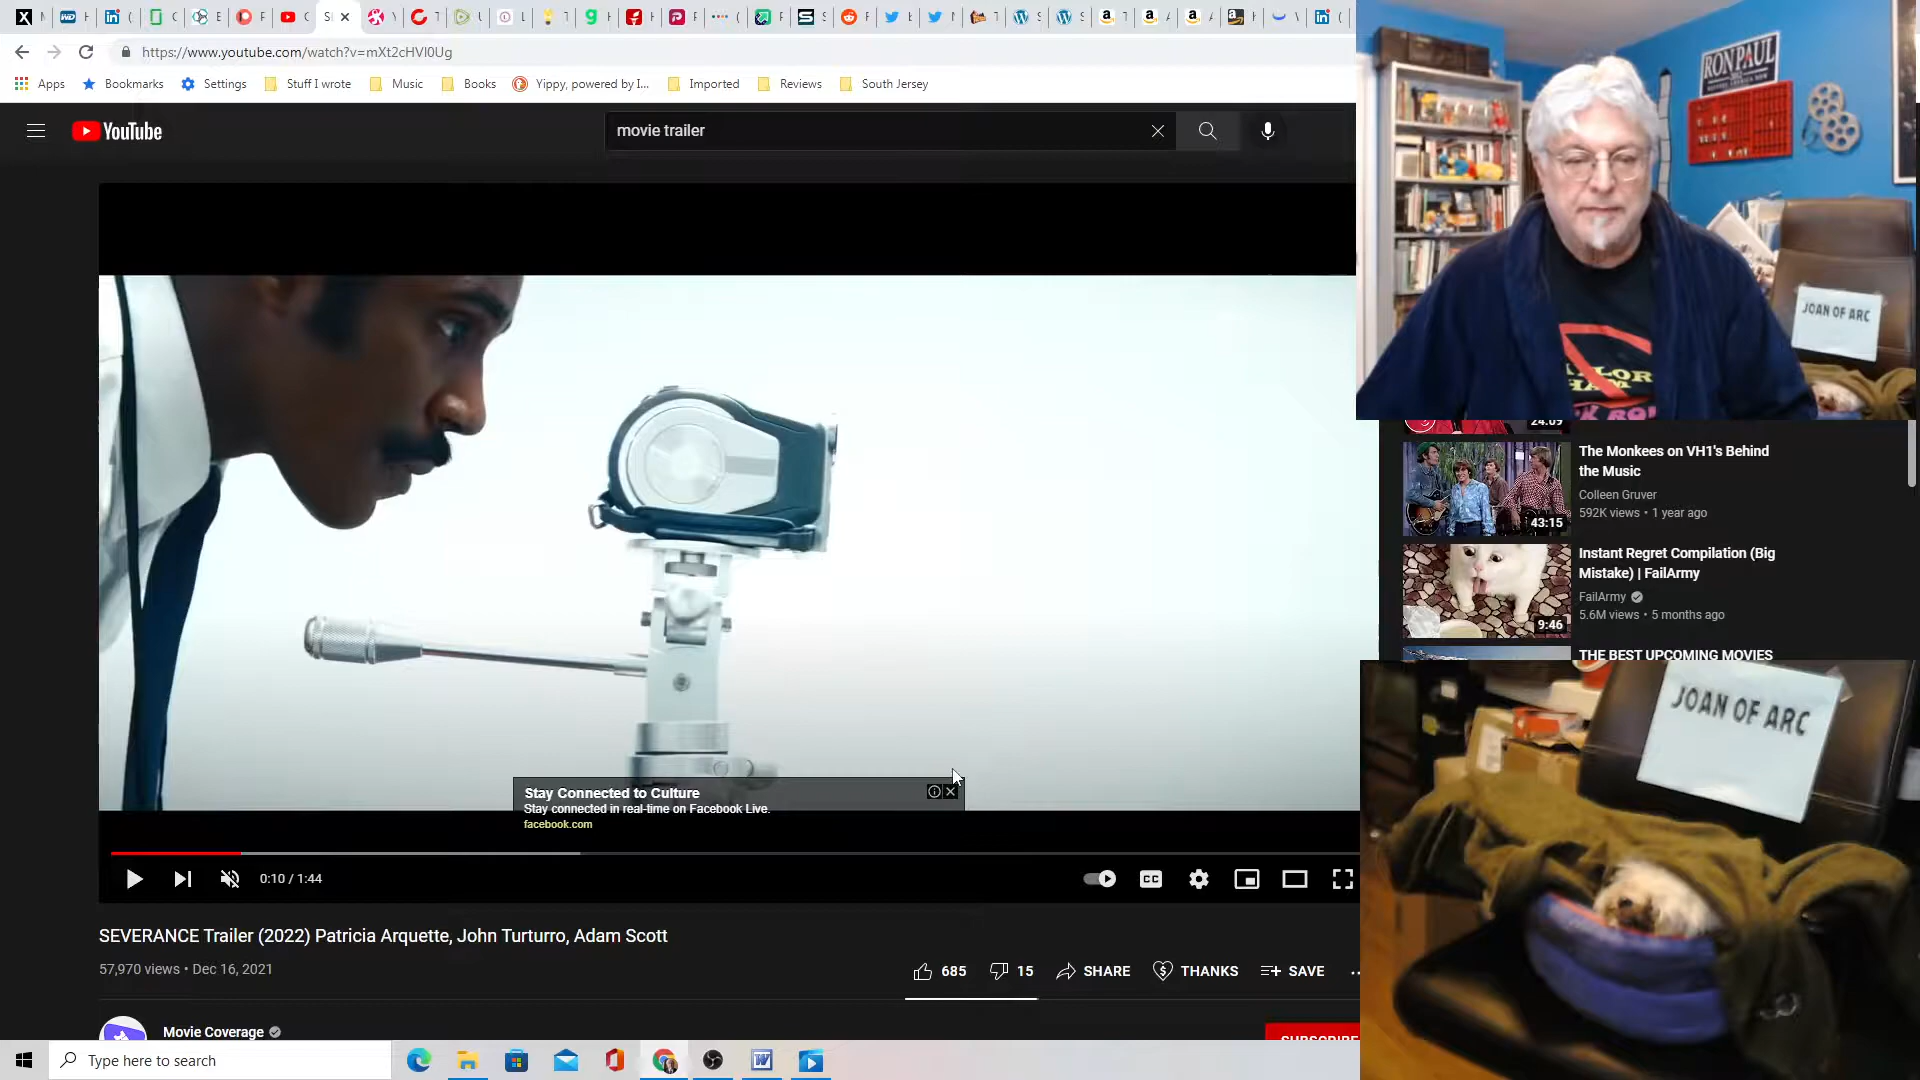 https://www.youtube.com/watch?v=mXt2cHVl0Ug
Apps
Bookmarks
Settings
Stuff I wrote
Music
Books
Yippy, powered by I...
Imported
Reviews
South Jersey
YouTube
movie trailer
RON PAUL
JOAN OF ARC
24:09
The Monkees on VH1's Behind
the Music
Colleen Gruver
592K views • 1 year ago
43:15
Instant Regret Compilation (Big
Mistake) | FailArmy
FailArmy
5.6M views • 5 months ago
9:46
THE BEST UPCOMING MOVIES
JOAN OF ARC
Stay Connected to Culture
Stay connected in real-time on Facebook Live.
facebook.com
0:10 / 1:44
CC
SEVERANCE Trailer (2022) Patricia Arquette, John Turturro, Adam Scott
57,970 views • Dec 16, 2021
685
15
SHARE
THANKS
SAVE
Movie Coverage
SUBSCRIBE
Type here to search